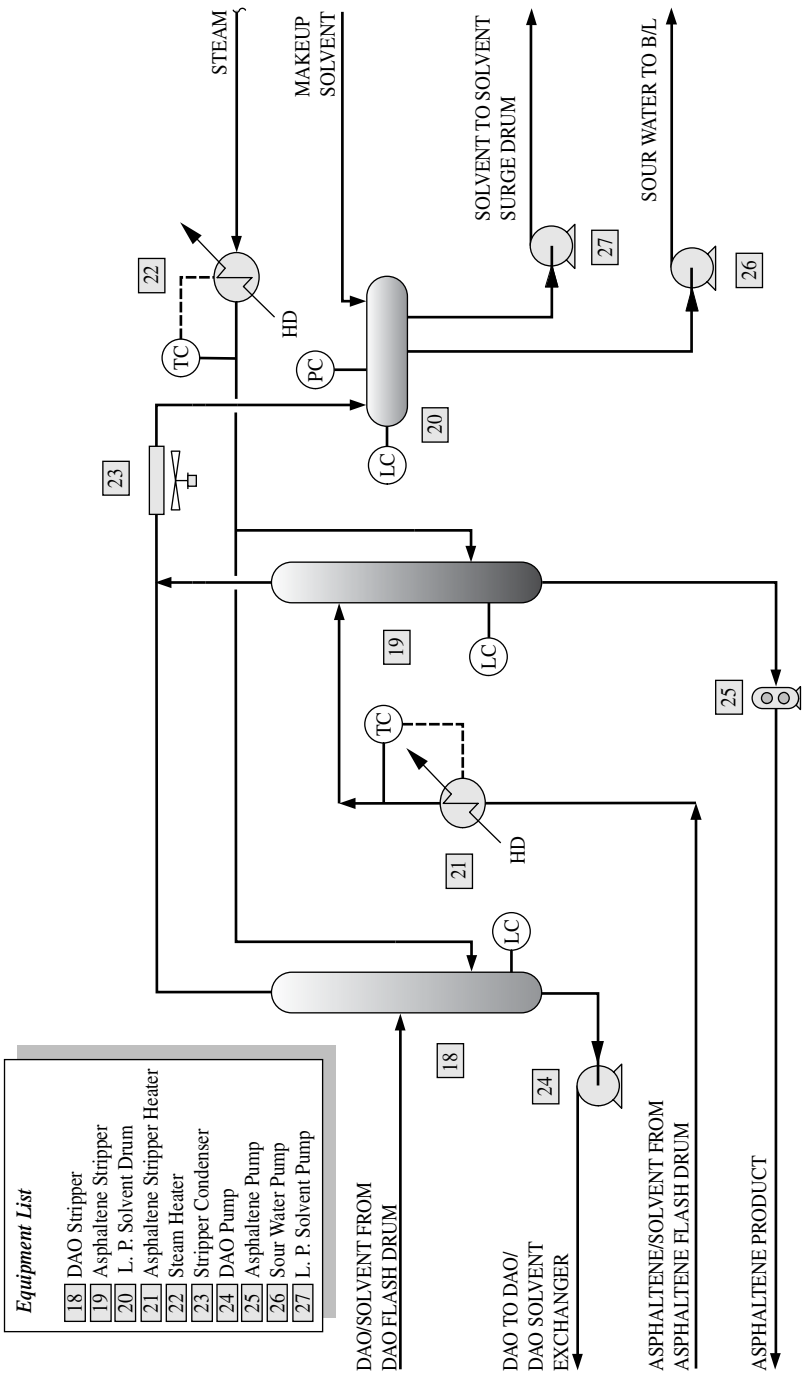 Equipment List
18 DAO Stripper
19 Asphaltene Stripper
20 L. P. Solvent Drum
21 Asphaltene Stripper Heater
22 Steam Heater
23 Stripper Condenser
24 DAO Pump
25 Asphaltene Pump
26 Sour Water Pump
27 L. P. Solvent Pump
DAO/SOLVENT FROM
DAO FLASH DRUM
DAO TO DAO/
DAO SOLVENT
EXCHANGER
ASPHALTENE/SOLVENT FROM
ASPHALTENE FLASH DRUM
ASPHALTENE PRODUCT
18
LC
24
21
HD
TC
19
LC
25
23
TC
22
HD
PC
LC
20
27
26
STEAM
MAKEUP
SOLVENT
SOLVENT TO SOLVENT
SURGE DRUM
SOUR WATER TO B/L